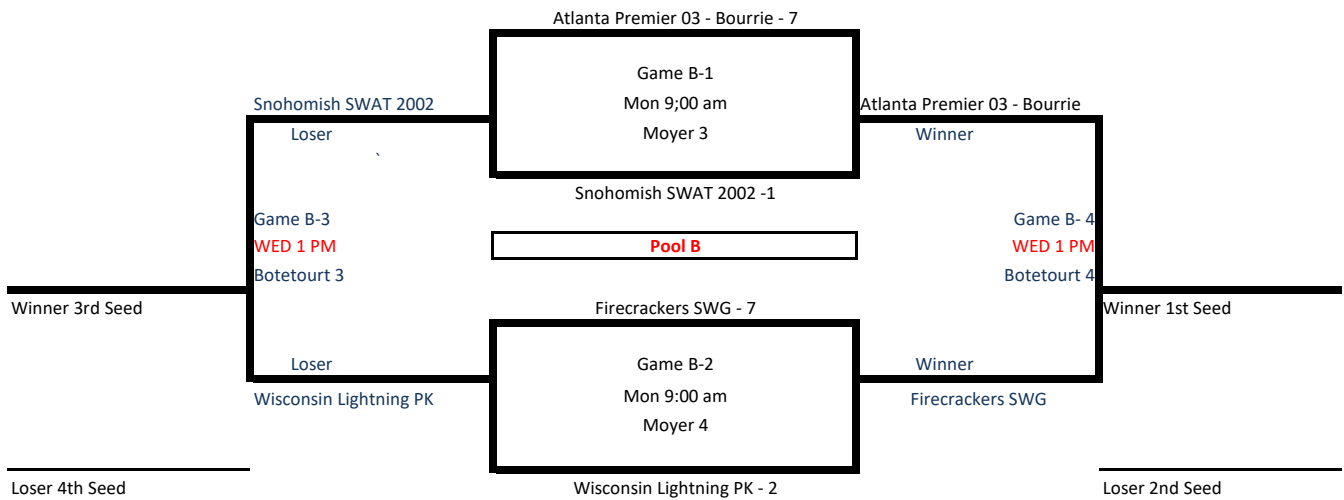 Atlanta Premier 03 - Bourrie - 7
Game B-1
Snohomish SWAT 2002
Mon 9;00 am
Atlanta Premier 03 - Bourrie
Loser
Moyer 3
Winner
`
Snohomish SWAT 2002 -1
Game B-3
Game B- 4
WED 1 PM
Pool B
WED 1 PM
Botetourt 3
Botetourt 4
Winner 3rd Seed
Firecrackers SWG - 7
Winner 1st Seed
Loser
Game B-2
Winner
Wisconsin Lightning PK
Mon 9:00 am
Firecrackers SWG
Moyer 4
Loser 4th Seed
Wisconsin Lightning PK - 2
Loser 2nd Seed